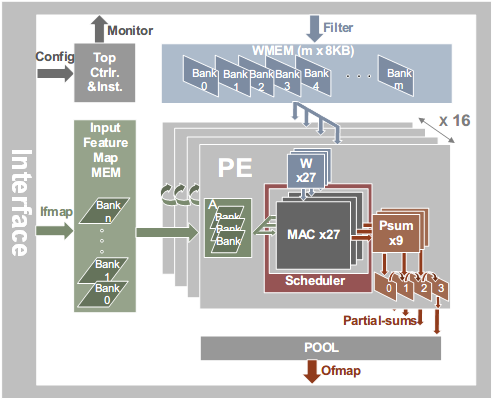 Monitor
Filter
Config
Top
Ctrlr.
&Inst.
WMEM (m x 8KB)
Bank
0
Bank
1
Bank
2
Bank
3
Bank
4
. . .
Bank
m
x 16
Interface
Input
Feature
Map
MEM
Ifmap
Bank
n
Bank
1
Bank
0
PE
W
x27
A
Bank
Bank
Bank
MAC x27
Scheduler
Psum
x9
0
1
2
3
Partial-sums
POOL
Ofmap